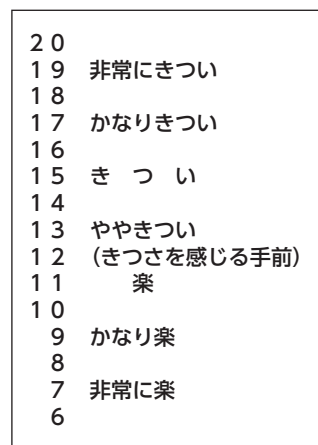 20
19 非常にきつい
18
17 かなりきつい
16
15 き つ い
14
13 ややきつい
12 (きつさを感じる手前)
11 楽
10
9 かなり楽
8
7 非常に楽
6